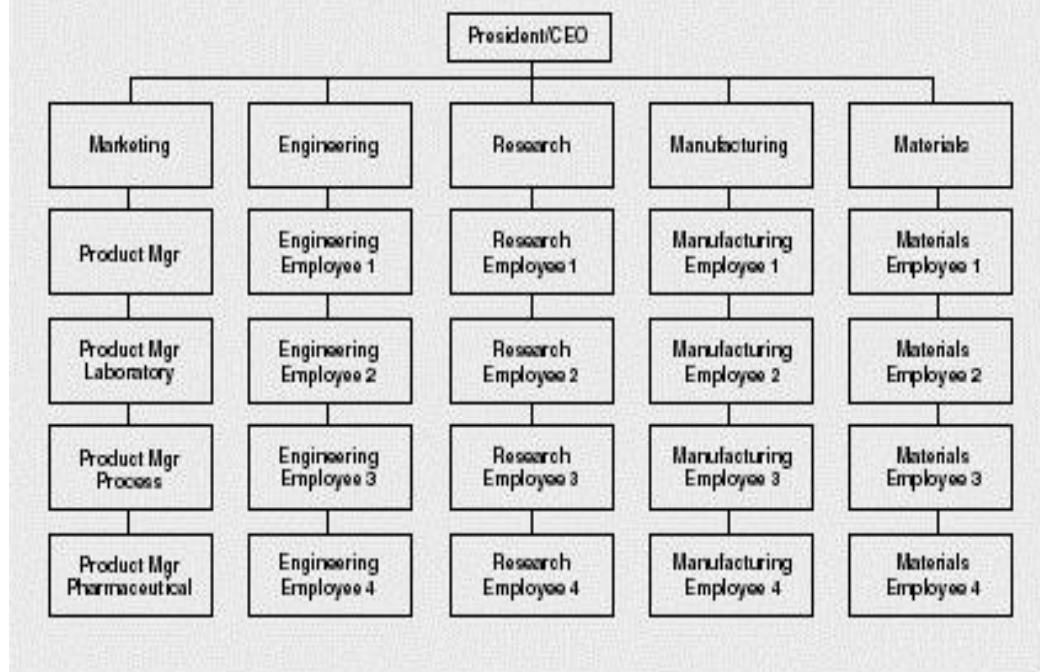 President/CEO
Marketing
Engineering
Research
Manufacturing
Materials
Product Mgr
Engineering
Employee 1
Research
Employee 1
Manufacturing
Employee 1
Materials
Employee 1
Product Mgr
Laboratory
Engineering
Employee 2
Research
Employee 2
Manufacturing
Employee 2
Materials
Employee 2
Product Mgr
Process
Engineering
Employee 3
Research
Employee 3
Manufacturing
Employee 3
Materials
Employee 3
Product Mgr
Pharmaceutical
Engineering
Employee 4
Research
Employee 4
Manufacturing
Employee 4
Materials
Employee 4